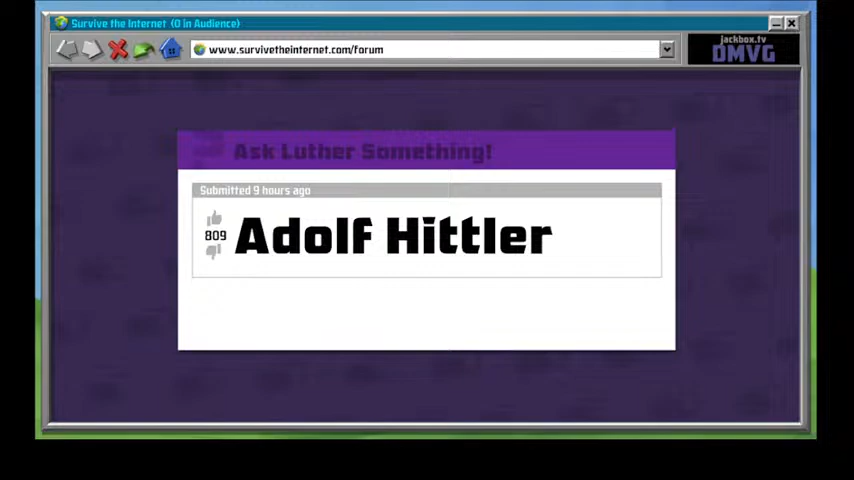 Survive the Internet (0 in Audience)
www.survivetheinternet.com/forum
jackbox.tv
DMVG
Ask Luther Something!
Submitted 9 hours ago
809
Adolf Hittler